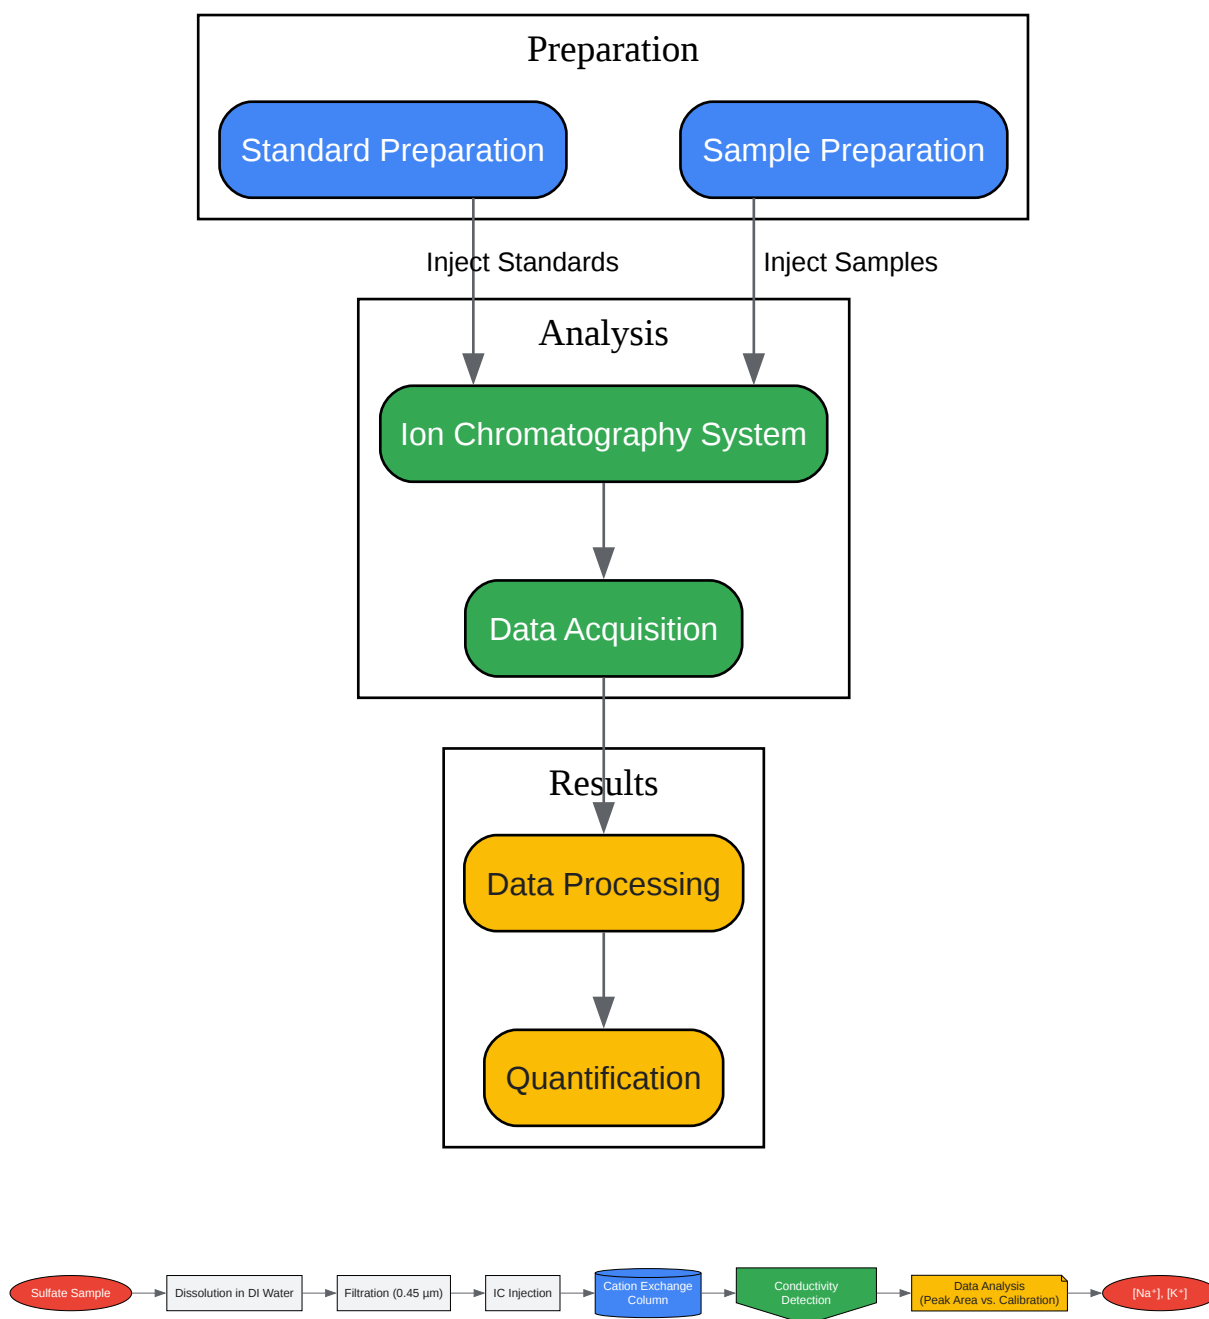 Preparation
Standard Preparation
Sample Preparation
Inject Standards
Inject Samples
Analysis
Ion Chromatography System
Data Acquisition
Results
Data Processing
Quantification
Sulfate Sample
Dissolution in DI Water
Filtration (0.45 µm)
IC Injection
Cation Exchange
Column
Conductivity
Detection
Data Analysis
(Peak Area vs. Calibration)
[Na⁺], [K⁺]